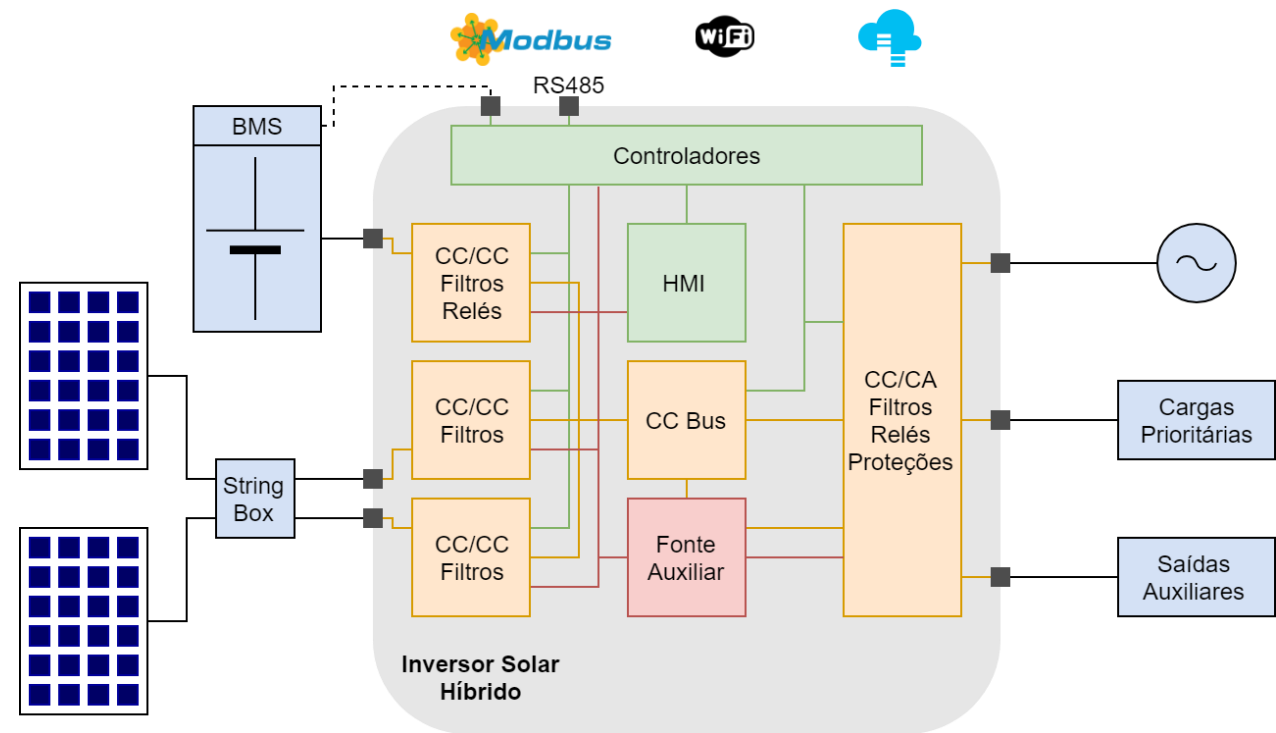 Modbus
WiFi
RS485
BMS
Controladores
CC/CC
Filtros
Relés
HMI
CC/CA
Filtros
Relés
Proteções
CC/CC
Filtros
CC Bus
Cargas
Prioritárias
String
Box
CC/CC
Filtros
Fonte
Auxiliar
Saídas
Auxiliares
Inversor Solar
Híbrido